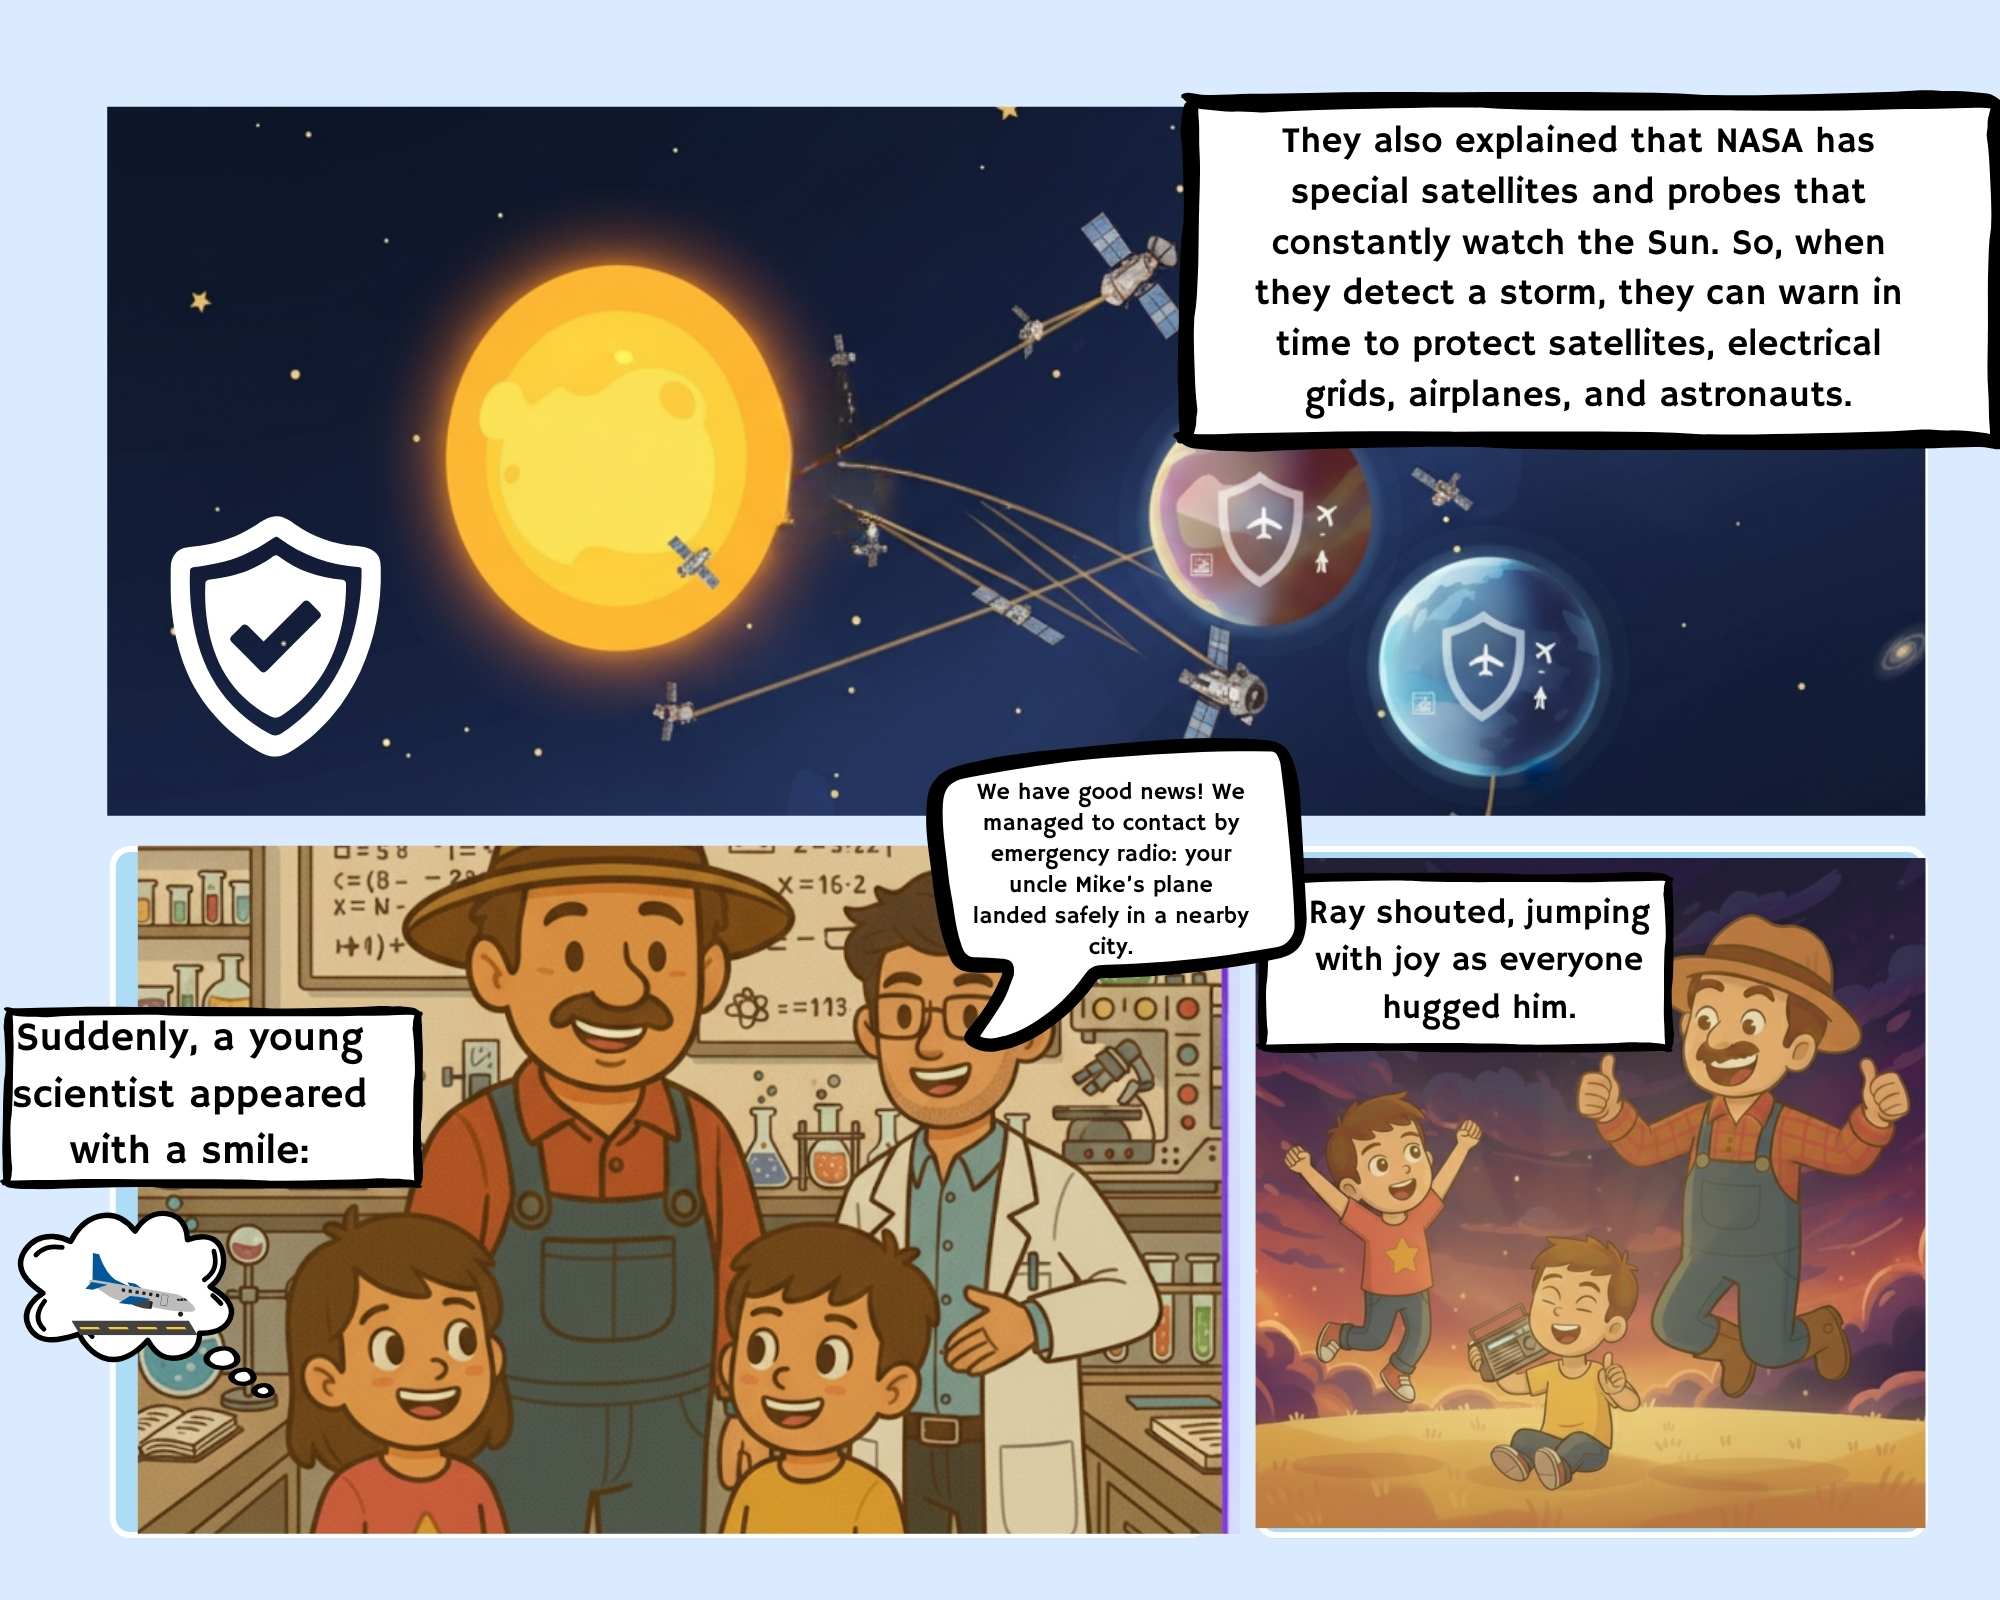 They also explained that NASA has
special satellites and probes that
constantly watch the Sun. So, when
they detect a storm, they can warn in
time to protect satellites, electrical
grids, airplanes, and astronauts.
We have good news! We
managed to contact by
emergency radio: your
uncle Mike's plane
landed safely in a nearby
city.
Suddenly, a young
scientist appeared
with a smile:
Ray shouted, jumping
with joy as everyone
hugged him.
X=16·2
X= N-
==113